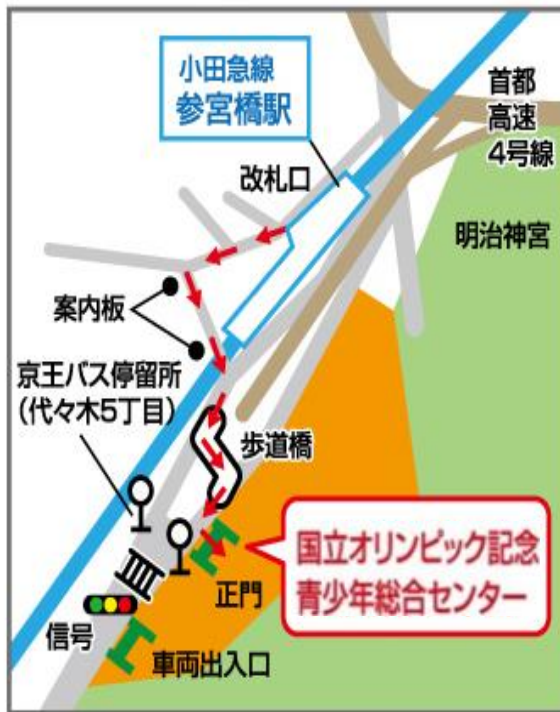 小田急線
参宮橋駅
首都
高速
4号線
改札口
明治神宮
案内板
京王バス停留所
(代々木5丁目)
歩道橋
国立オリンピック記念
青少年総合センター
正門
信号
車両出入口